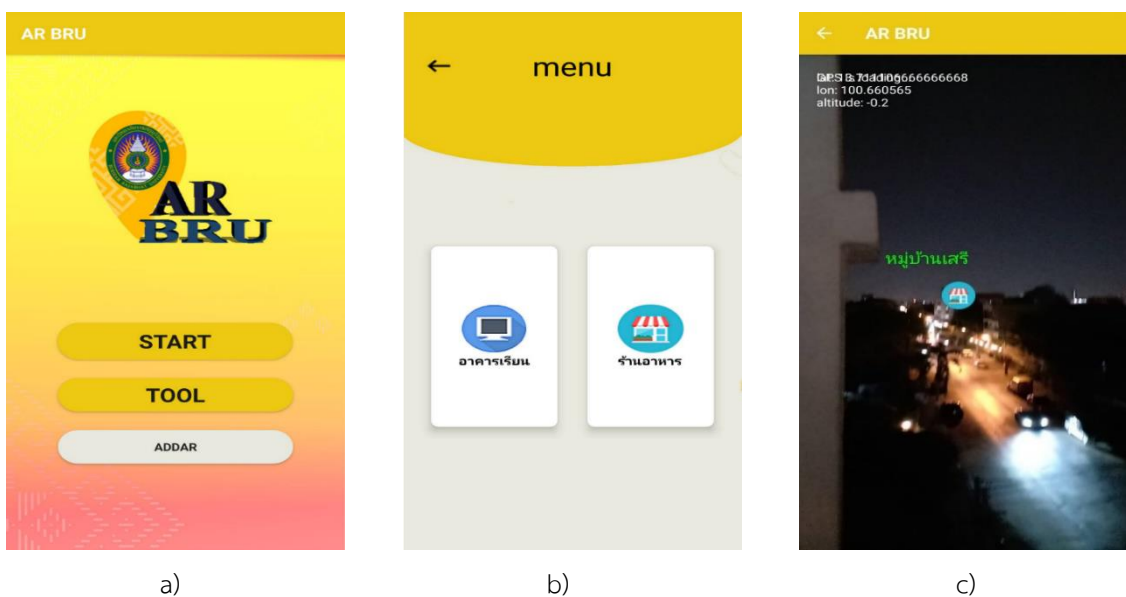 AR BRU
AR
BRU
START
TOOL
ADDAR
a)
menu
อาคารเรียน
ร้านอาหาร
b)
AR BRU
lon: 100.660565
altitude: -0.2
หมู่บ้านเสรี
c)